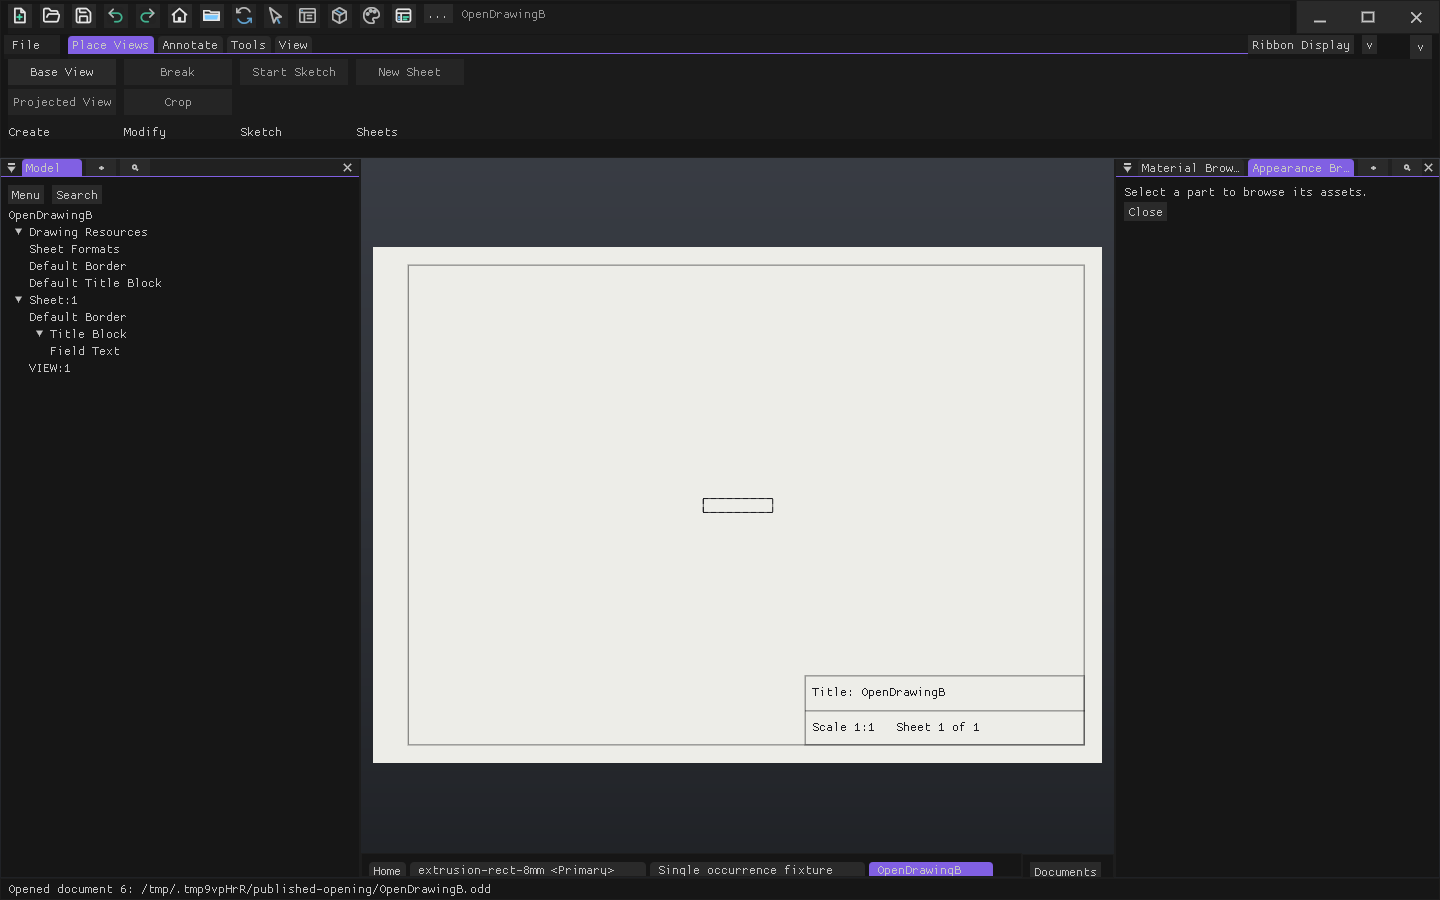 ... OpenDrawingB
File Place Views Annotate Tools View Ribbon Display v v
Base View Break Start Sketch New Sheet
Projected View Crop
Create Modify Sketch Sheets
Model
Material Brow… Appearance Br…
Menu Search
Select a part to browse its assets.
Close
OpenDrawingB
Drawing Resources
Sheet Formats
Default Border
Default Title Block
Sheet:1
Default Border
Title Block
Field Text
VIEW:1
Title: OpenDrawingB
Scale 1:1 Sheet 1 of 1
Home extrusion-rect-8mm <Primary> Single occurrence fixture OpenDrawingB Documents
Opened document 6: /tmp/.tmp9vpHrR/published-opening/OpenDrawingB.odd